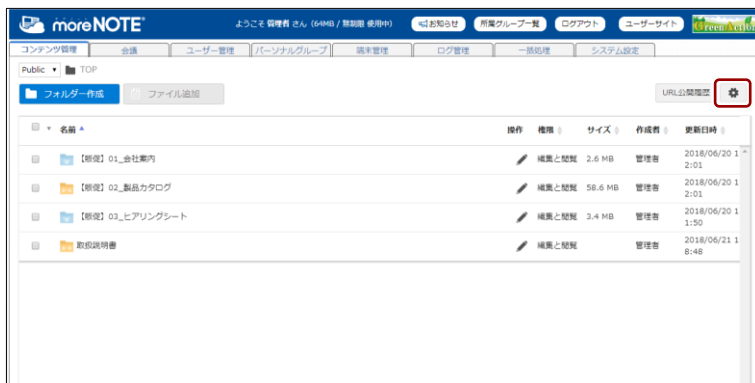 moreNOTE
ようこそ 管理者 さん (64MB / 無制限 使用中)
お知らせ
所属グループ一覧
ログアウト
ユーザーサイト
Green Actio
コンテンツ管理
会議
ユーザー管理
パーソナルグループ
端末管理
ログ管理
一括処理
システム設定
Public
TOP
フォルダー作成
ファイル追加
URL公開履歴
名前
操作
権限
サイズ
作成者
更新日時
【販促】01_会社案内
編集と閲覧
2.6 MB
管理者
2018/06/20 1
2:01
【販促】02_製品カタログ
編集と閲覧
58.6 MB
管理者
2018/06/20 1
2:01
【販促】03_ヒアリングシート
編集と閲覧
3.4 MB
管理者
2018/06/20 1
1:50
取扱説明書
編集と閲覧
管理者
2018/06/21 1
8:48